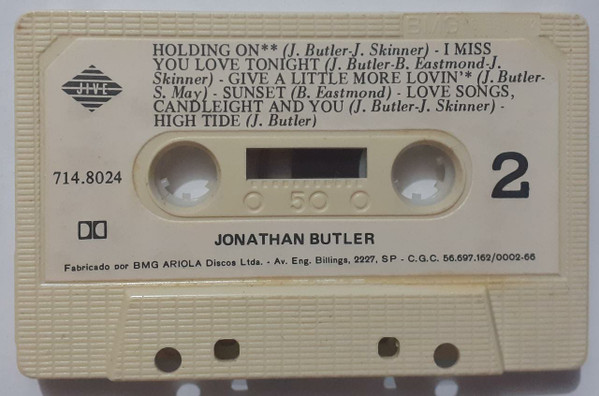 BMG
HOLDING ON** (J. Butler-J. Skinner) - I MISS
YOU LOVE TONIGHT (J. Butler-B. Eastmond-J.
Skinner) - GIVE A LITTLE MORE LOVIN'* (J. Butler-
S. May) - SUNSET (B. Eastmond) - LOVE SONGS,
CANDLEIGHT AND YOU (J. Butler-J. Skinner) -
HIGH TIDE (J. Butler)
JIVE
714.8024
2
50
JONATHAN BUTLER
Fabricado por BMG ARIOLA Discos Ltda. - Av. Eng. Billings, 2227, SP - C.G.C. 56.697.162/0002-66